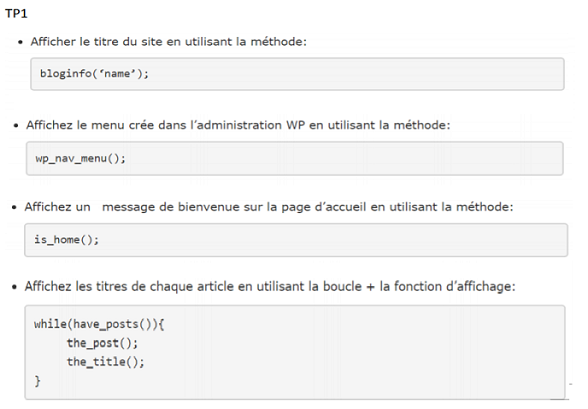 TP1
• Afficher le titre du site en utilisant la méthode:
bloginfo(‘name’);
• Affichez le menu crée dans l’administration WP en utilisant la méthode:
wp_nav_menu();
• Affichez un message de bienvenue sur la page d’accueil en utilisant la méthode:
is_home();
• Affichez les titres de chaque article en utilisant la boucle + la fonction d’affichage:
while(have_posts()){
the_post();
the_title();
}